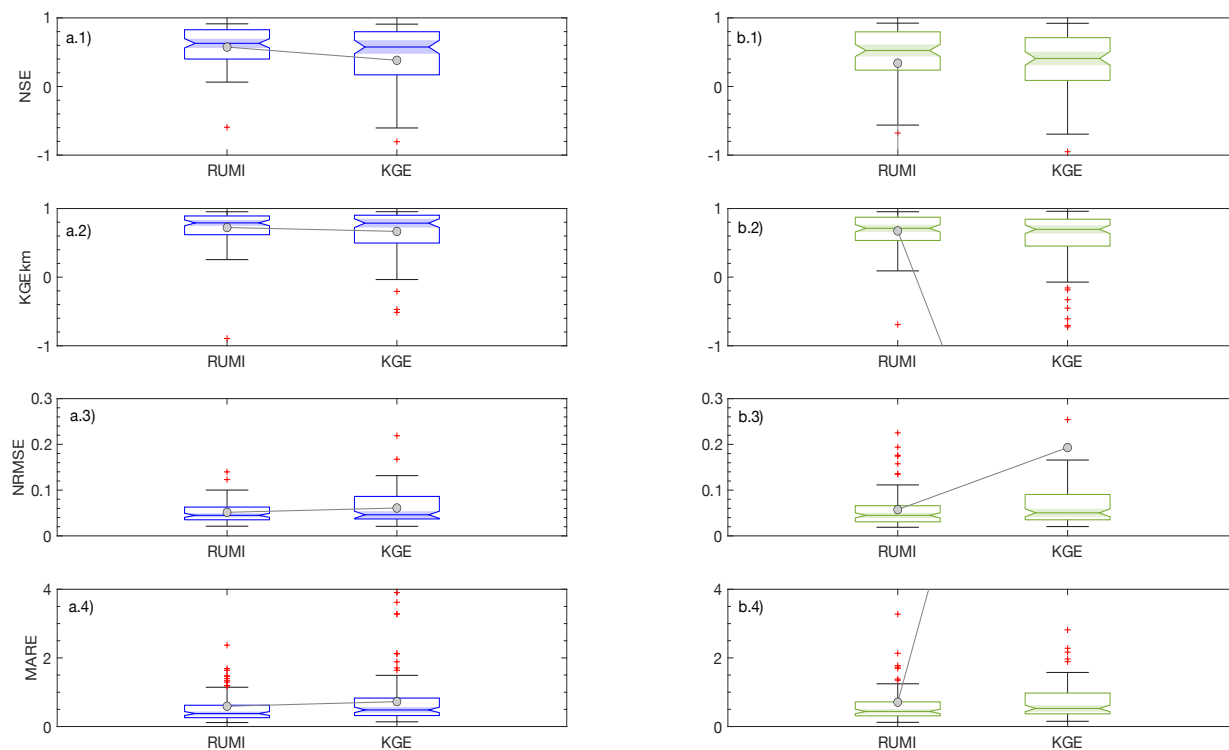 a.1)
NSE
1
0
-1
RUMI
KGE
b.1)
1
0
-1
RUMI
KGE
a.2)
KGEkm
1
0
-1
RUMI
KGE
b.2)
1
0
-1
RUMI
KGE
a.3)
NRMSE
0.3
0.2
0.1
0
RUMI
KGE
b.3)
0.3
0.2
0.1
0
RUMI
KGE
a.4)
MARE
4
2
0
RUMI
KGE
b.4)
4
2
0
RUMI
KGE